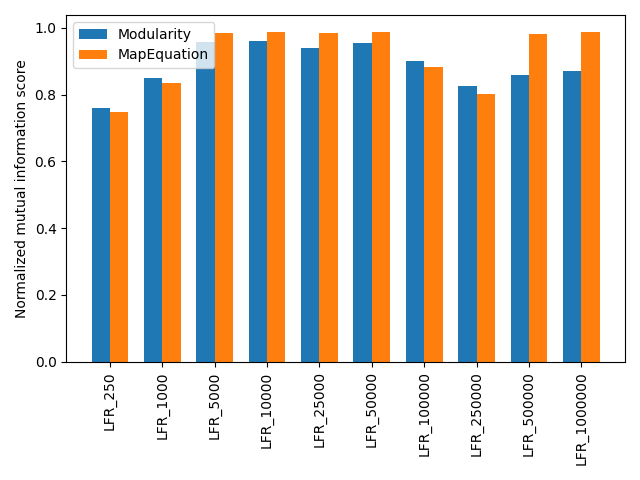 Modularity
MapEquation
Normalized mutual information score
1.0
0.8
0.6
0.4
0.2
0.0
LFR_250
LFR_1000
LFR_5000
LFR_10000
LFR_25000
LFR_50000
LFR_100000
LFR_250000
LFR_500000
LFR_1000000